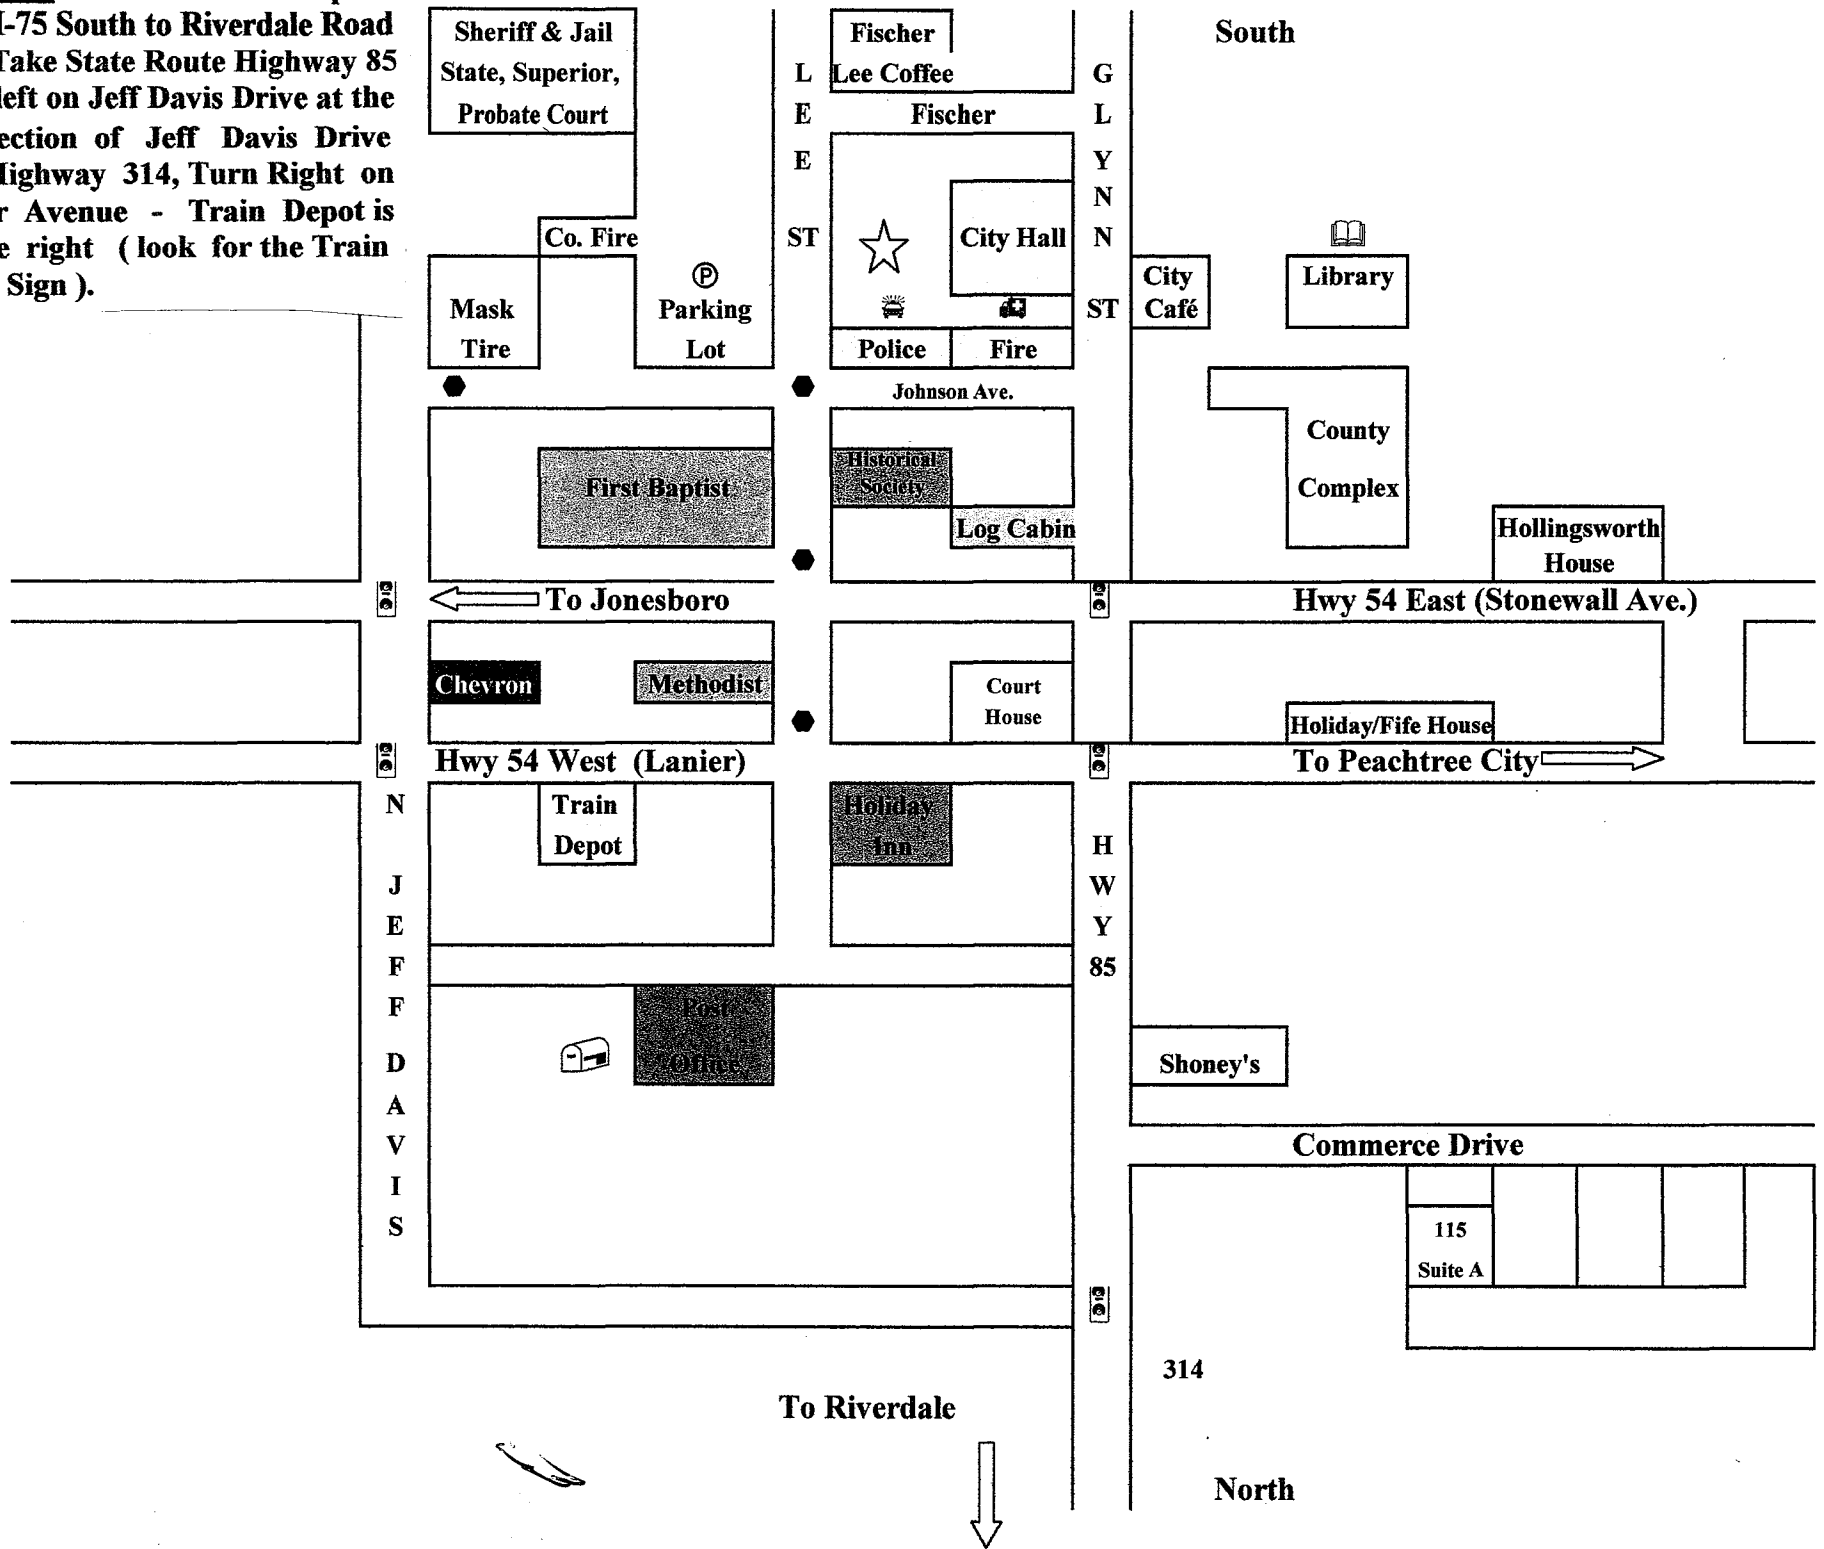 I-75 South to Riverdale Road
Take State Route Highway 85
left on Jeff Davis Drive at the
ection of Jeff Davis Drive
Highway 314, Turn Right on
r Avenue - Train Depot is
e right ( look for the Train
Sign ).
Sheriff & Jail
State, Superior,
Probate Court
Co. Fire
Mask
Tire
P
Parking
Lot
LEE ST
Fischer
Lee Coffee
Fischer
City Hall
Police
Fire
Johnson Ave.
GLYNN ST
South
City
Café
Library
County
Complex
Hollingsworth
House
First Baptist
Historical
Society
Log Cabin
To Jonesboro
Hwy 54 East (Stonewall Ave.)
Chevron
Methodist
Court
House
Holiday/Fife House
Hwy 54 West (Lanier)
To Peachtree City
N JEFF DAVIS
Train
Depot
Holiday
Inn
HWY 85
Post
Office
Shoney's
Commerce Drive
115
Suite A
314
To Riverdale
North